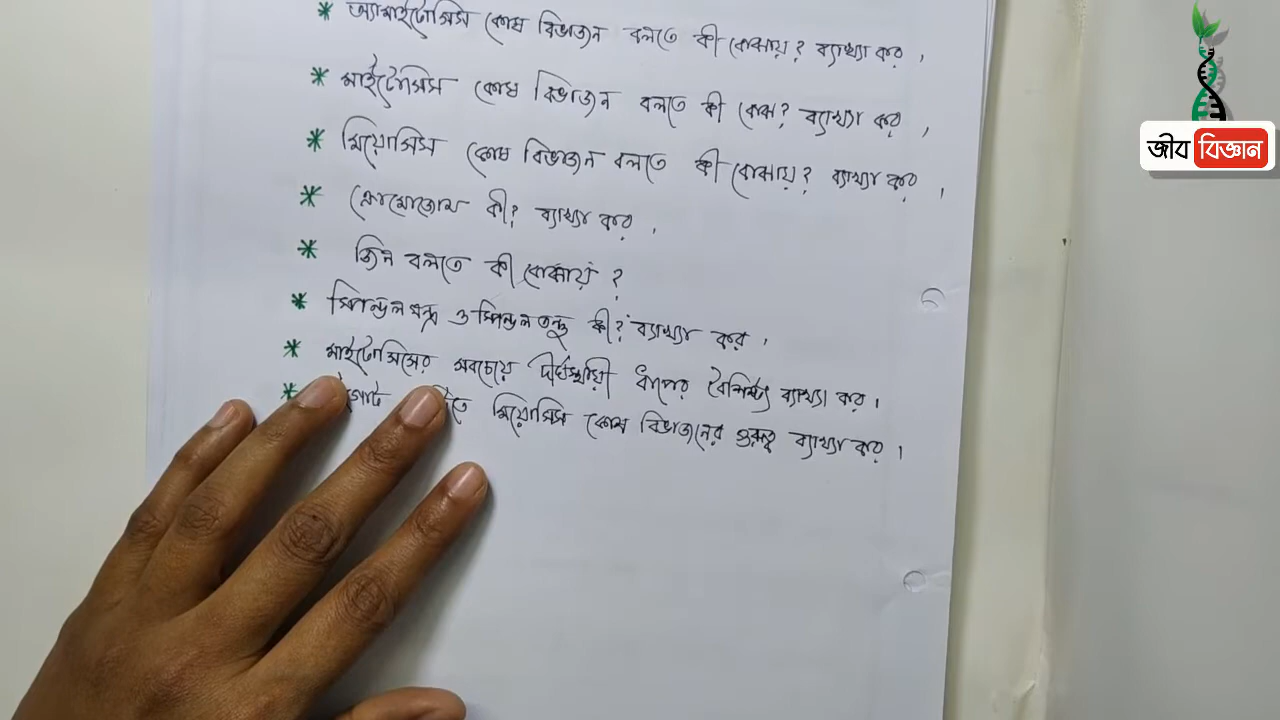 * অ্যামাইটোসিস কোষ বিভাজন বলতে কী বোঝায়? ব্যাখ্যা কর।
* মাইটোসিস কোষ বিভাজন বলতে কী বোঝ? ব্যাখ্যা কর।
* মিয়োসিস কোষ বিভাজন বলতে কী বোঝায়? ব্যাখ্যা কর।
* ক্রোমোজোম কী? ব্যাখ্যা কর।
* জিন বলতে কী বোঝায়?
* স্পিন্ডল যন্ত্র ও স্পিন্ডল তন্তু কী? ব্যাখ্যা কর।
* মাইটোসিসের সবচেয়ে দীর্ঘস্থায়ী ধাপের বৈশিষ্ট্য ব্যাখ্যা কর।
* মিয়োসিস কোষ বিভাজনের গুরুত্ব ব্যাখ্যা কর।
জীব বিজ্ঞান